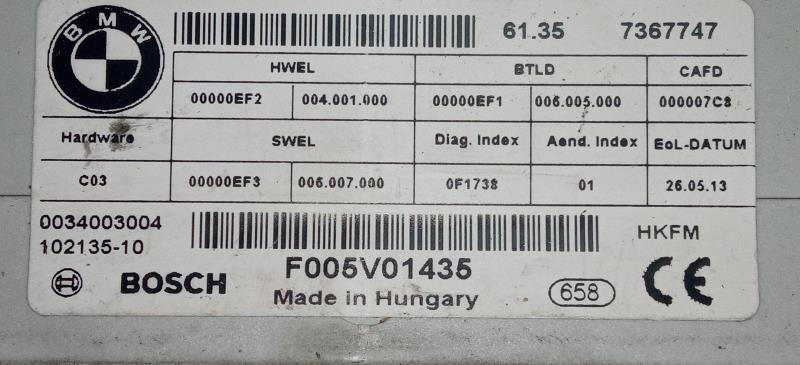 BMW
61.35 7367747
HWEL BTLD CAFD
00000EF2 004.001.000 00000EF1 006.005.000 000007C8
Hardware SWEL Diag. Index Aend. Index EoL-DATUM
C03 00000EF3 006.007.000 0F1738 01 26.05.13
0034003004
102135-10 HKFM
BOSCH F005V01435
Made in Hungary 658 CE